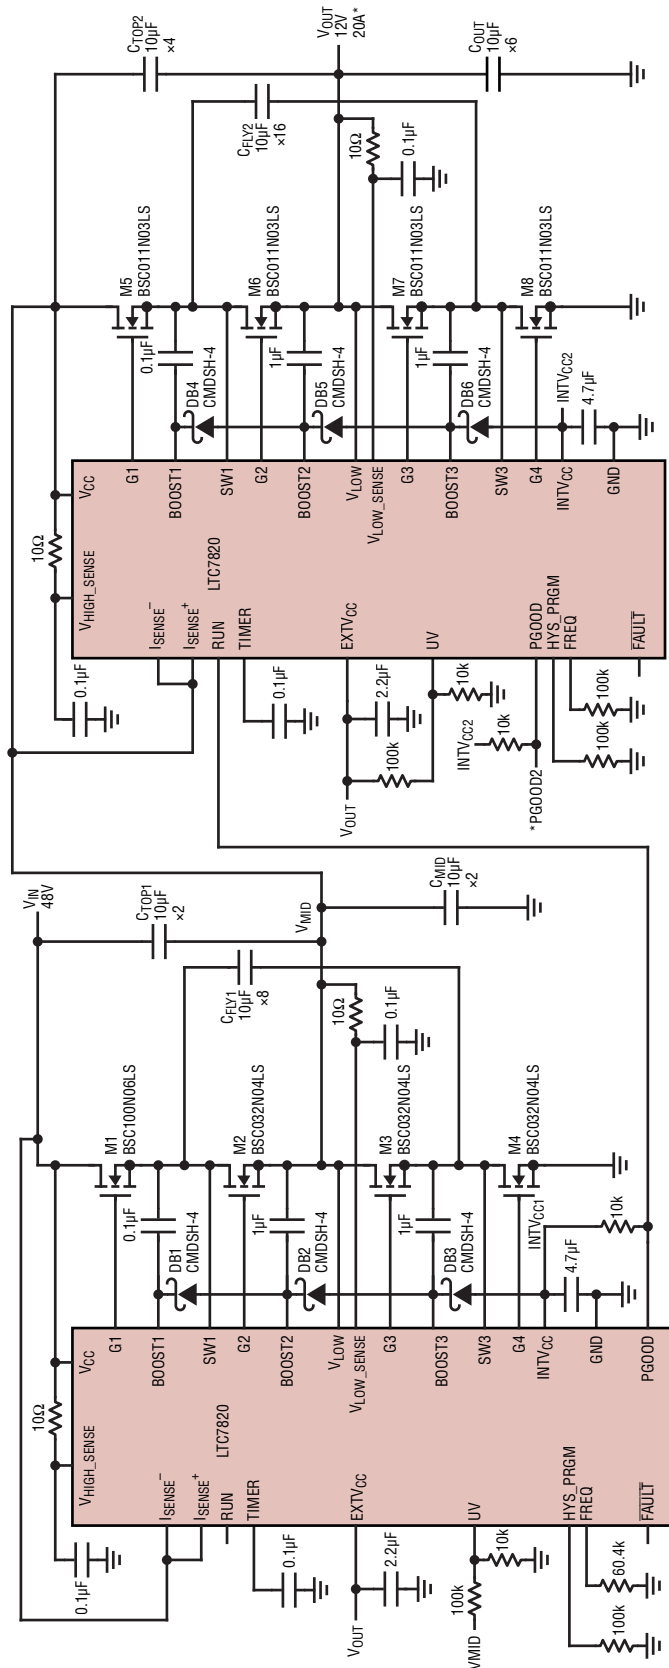 VIN
48V
CTOP1
10µF
×2
VMID
CMID
10µF
×2
CFLY1
10µF
×8
10Ω
0.1µF
M1
BSC100N06LS
M2
BSC032N04LS
M3
BSC032N04LS
M4
BSC032N04LS
0.1µF
1µF
1µF
DB1
CMDSH-4
DB2
CMDSH-4
DB3
CMDSH-4
INTVCC1
4.7µF
10k
10Ω
0.1µF
VHIGH_SENSE
VCC
G1
BOOST1
SW1
G2
BOOST2
VLOW
VLOW_SENSE
G3
BOOST3
SW3
G4
INTVCC
GND
PGOOD
LTC7820
ISENSE–
ISENSE+
RUN
TIMER
EXTVCC
UV
HYS_PRGM
FREQ
FAULT
0.1µF
VOUT
2.2µF
VMID
100k
10k
100k
60.4k
CTOP2
10µF
×4
VOUT
12V
20A*
COUT
10µF
×6
CFLY2
10µF
×16
10Ω
0.1µF
M5
BSC011N03LS
M6
BSC011N03LS
M7
BSC011N03LS
M8
BSC011N03LS
0.1µF
1µF
1µF
DB4
CMDSH-4
DB5
CMDSH-4
DB6
CMDSH-4
INTVCC2
4.7µF
10Ω
0.1µF
VHIGH_SENSE
VCC
G1
BOOST1
SW1
G2
BOOST2
VLOW
VLOW_SENSE
G3
BOOST3
SW3
G4
INTVCC
GND
LTC7820
ISENSE–
ISENSE+
RUN
TIMER
EXTVCC
UV
PGOOD
HYS_PRGM
FREQ
FAULT
0.1µF
VOUT
2.2µF
100k
10k
INTVCC2
10k
*PGOOD2
100k
100k